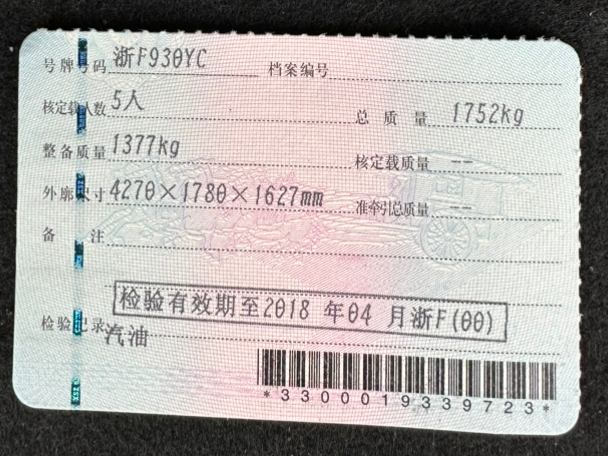 号牌号码 浙F930YC 档案编号
核定载人数 5人 总质量 1752kg
整备质量 1377kg 核定载质量 --
外廓尺寸 4270×1780×1627mm 准牵引总质量 --
备注
检验有效期至2018 年04 月浙F(00)
检验记录 汽油
*3300019339723*